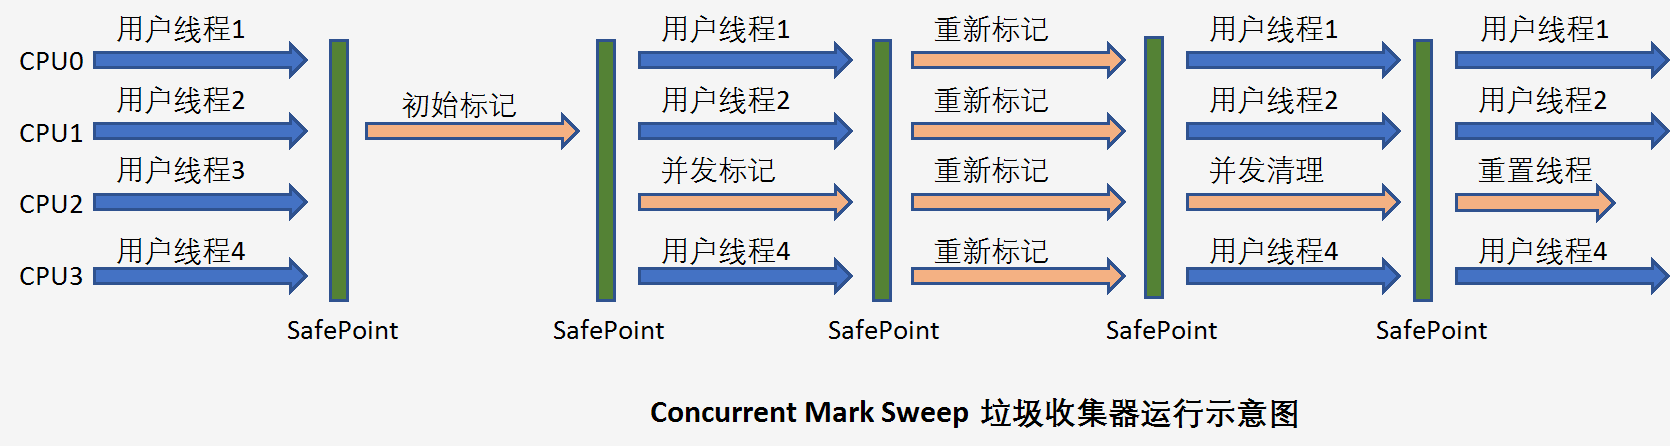 用户线程1 用户线程1 重新标记 用户线程1 用户线程1
CPU0
用户线程2 初始标记 用户线程2 重新标记 用户线程2 用户线程2
CPU1
用户线程3 并发标记 重新标记 并发清理 重置线程
CPU2
用户线程4 用户线程4 重新标记 用户线程4 用户线程4
CPU3
SafePoint SafePoint SafePoint SafePoint SafePoint
Concurrent Mark Sweep 垃圾收集器运行示意图